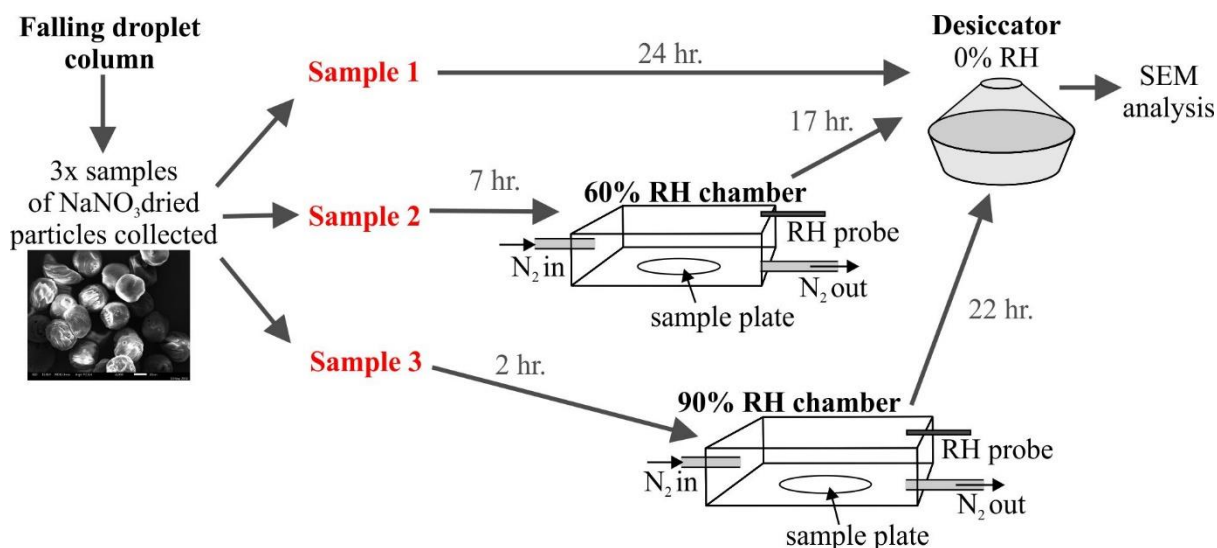 Falling droplet
column
3x samples
of NaNO₃dried
particles collected
Sample 1
24 hr.
Desiccator
0% RH
SEM
analysis
Sample 2
7 hr.
60% RH chamber
17 hr.
N₂ in
RH probe
N₂ out
sample plate
Sample 3
2 hr.
90% RH chamber
22 hr.
N₂ in
RH probe
N₂ out
sample plate